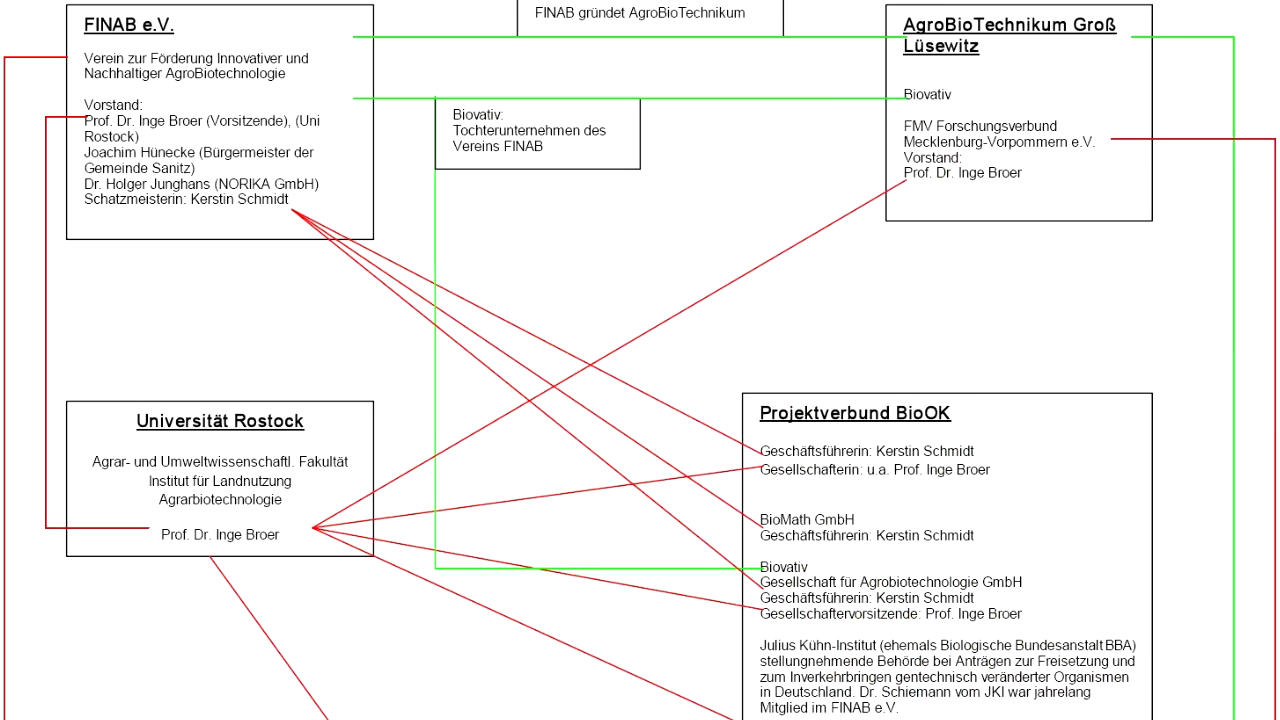 FINAB e.V.
Verein zur Förderung Innovativer und
Nachhaltiger AgroBiotechnologie
Vorstand:
Prof. Dr. Inge Broer (Vorsitzende), (Uni
Rostock)
Joachim Hünecke (Bürgermeister der
Gemeinde Sanitz)
Dr. Holger Junghans (NORIKA GmbH)
Schatzmeisterin: Kerstin Schmidt
FINAB gründet AgroBioTechnikum
Biovativ:
Tochterunternehmen des
Vereins FINAB
AgroBioTechnikum Groß
Lüsewitz
Biovativ
FMV Forschungsverbund
Mecklenburg-Vorpommern e.V.
Vorstand:
Prof. Dr. Inge Broer
Universität Rostock
Agrar- und Umweltwissenschaftl. Fakultät
Institut für Landnutzung
Agrarbiotechnologie
Prof. Dr. Inge Broer
Projektverbund BioOK
Geschäftsführerin: Kerstin Schmidt
Gesellschafterin: u.a. Prof. Inge Broer
BioMath GmbH
Geschäftsführerin: Kerstin Schmidt
Biovativ
Gesellschaft für Agrobiotechnologie GmbH
Geschäftsführerin: Kerstin Schmidt
Gesellschaftervorsitzende: Prof. Inge Broer
Julius Kühn-Institut (ehemals Biologische Bundesanstalt BBA)
stellungnehmende Behörde bei Anträgen zur Freisetzung und
zum Inverkehrbringen gentechnisch veränderter Organismen
in Deutschland. Dr. Schiemann vom JKI war jahrelang
Mitglied im FINAB e.V.